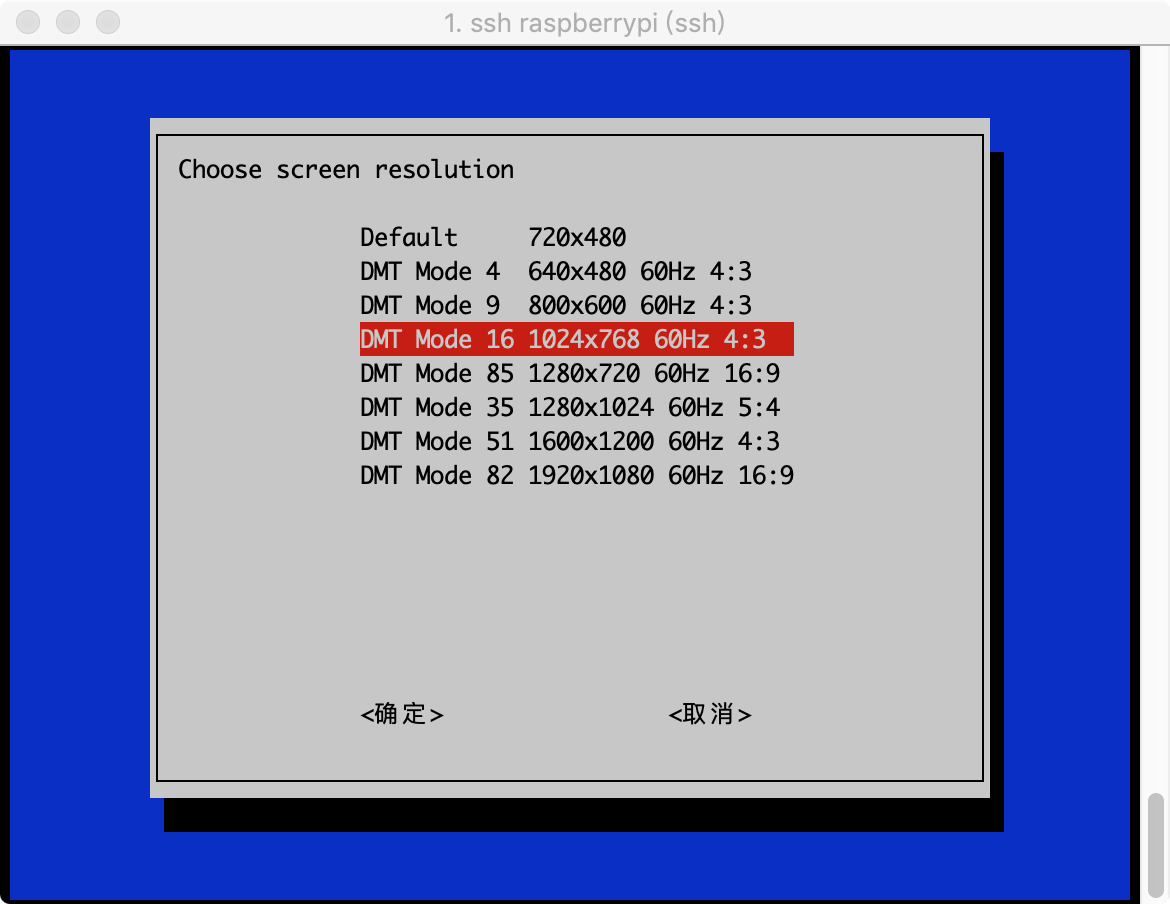 1. ssh raspberrypi (ssh)
Choose screen resolution
Default 720x480
DMT Mode 4 640x480 60Hz 4:3
DMT Mode 9 800x600 60Hz 4:3
DMT Mode 16 1024x768 60Hz 4:3
DMT Mode 85 1280x720 60Hz 16:9
DMT Mode 35 1280x1024 60Hz 5:4
DMT Mode 51 1600x1200 60Hz 4:3
DMT Mode 82 1920x1080 60Hz 16:9
<确定> <取消>